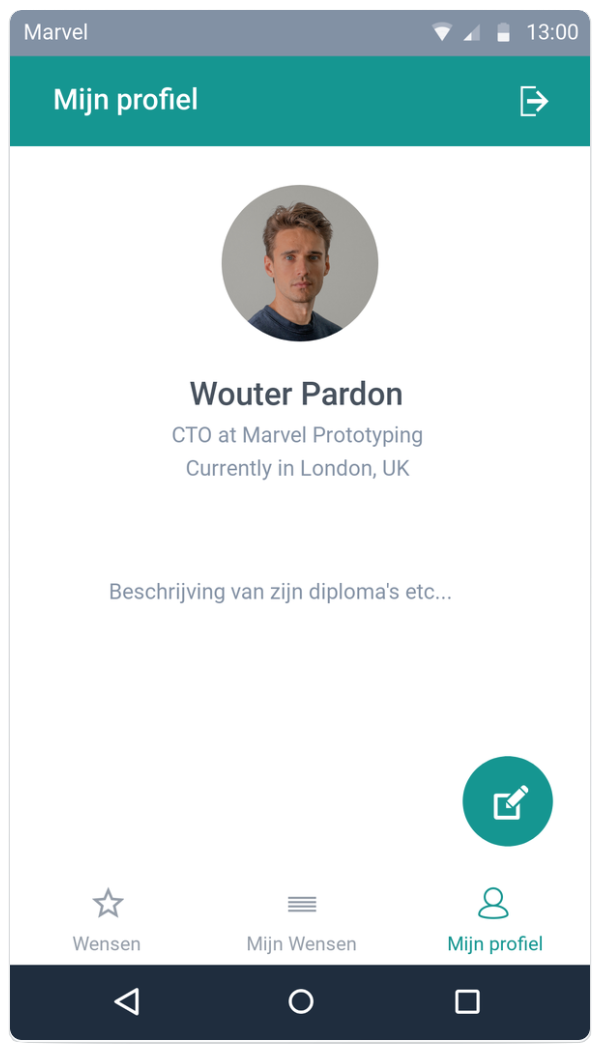 Marvel 13:00
Mijn profiel
Wouter Pardon
CTO at Marvel Prototyping
Currently in London, UK
Beschrijving van zijn diploma's etc...
Wensen Mijn Wensen Mijn profiel